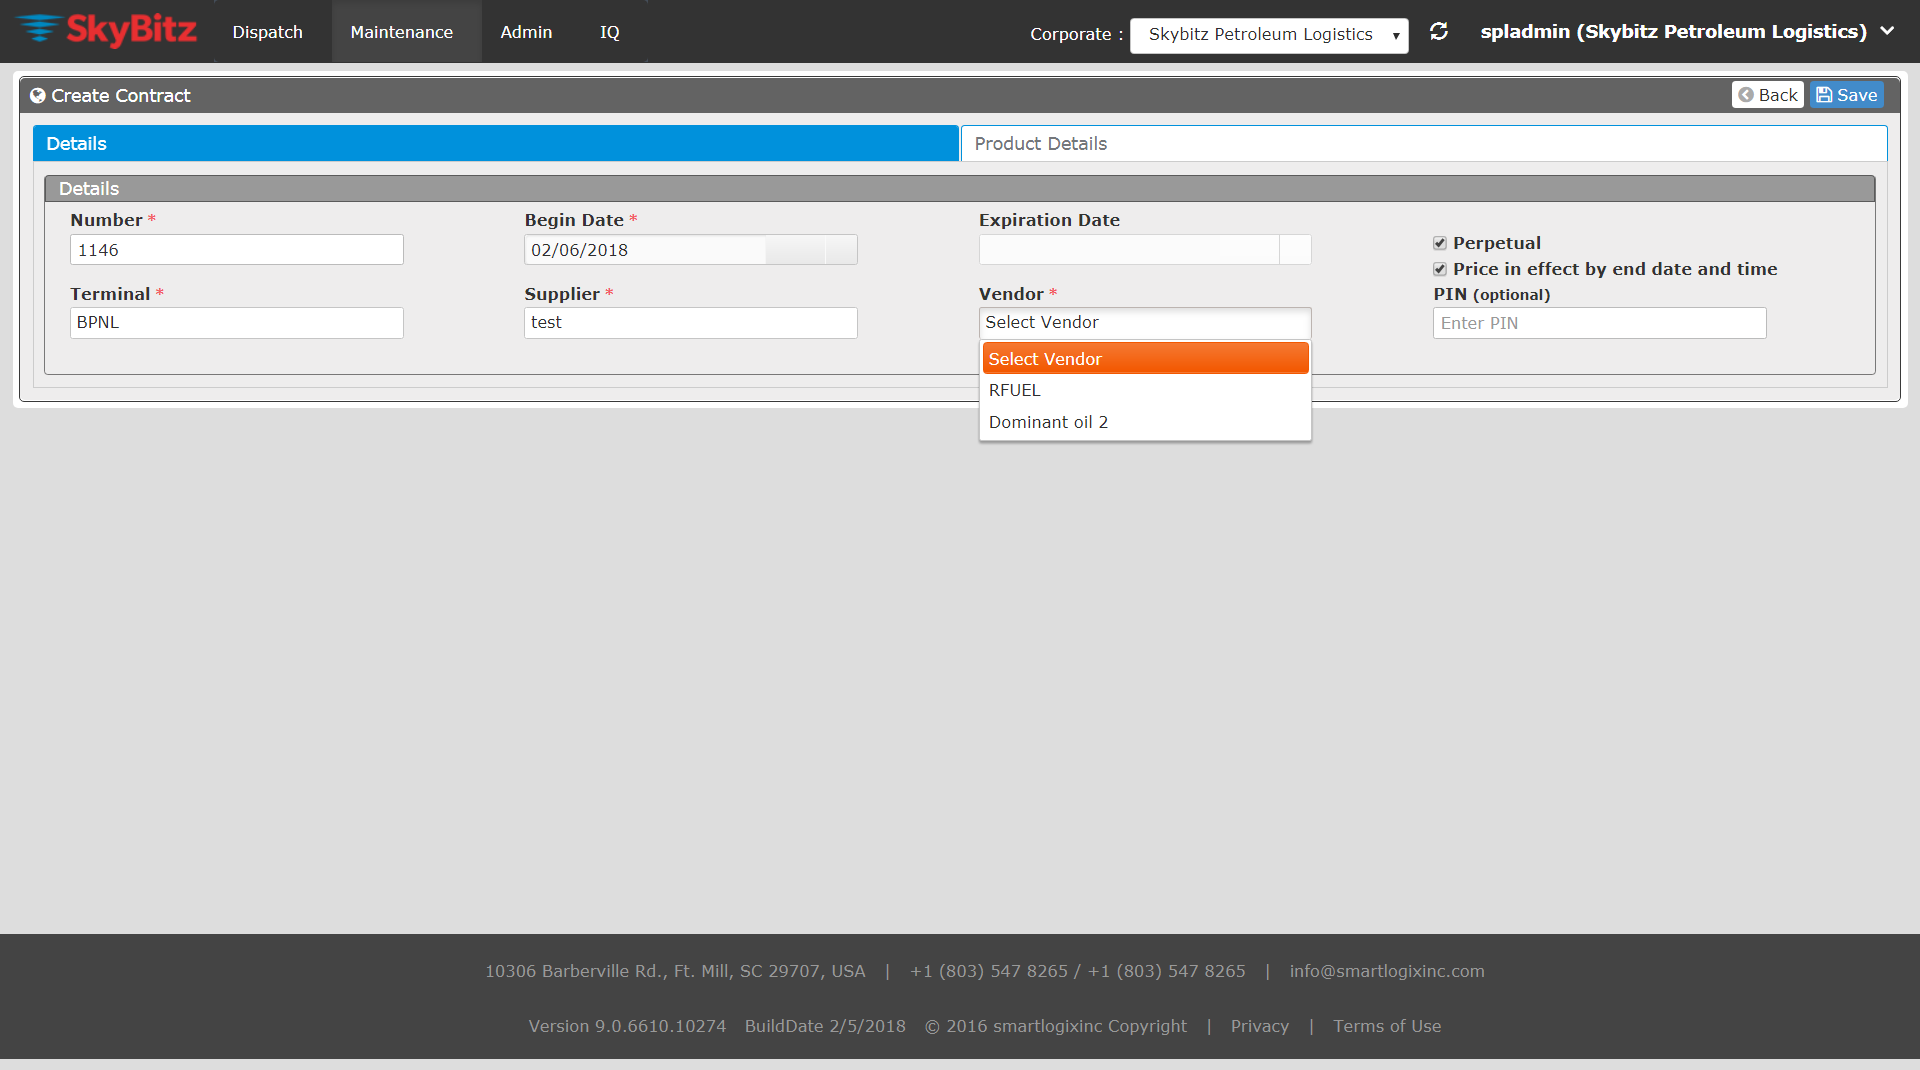 SkyBitz Dispatch Maintenance Admin IQ Corporate : Skybitz Petroleum Logistics spladmin (Skybitz Petroleum Logistics)
Create Contract Back Save
Details Product Details
Details
Number * Begin Date * Expiration Date
1146 02/06/2018 Perpetual
Price in effect by end date and time
Terminal * Supplier * Vendor * PIN (optional)
BPNL test Select Vendor Enter PIN
Select Vendor
RFUEL
Dominant oil 2
10306 Barberville Rd., Ft. Mill, SC 29707, USA | +1 (803) 547 8265 / +1 (803) 547 8265 | info@smartlogixinc.com
Version 9.0.6610.10274 BuildDate 2/5/2018 © 2016 smartlogixinc Copyright | Privacy | Terms of Use